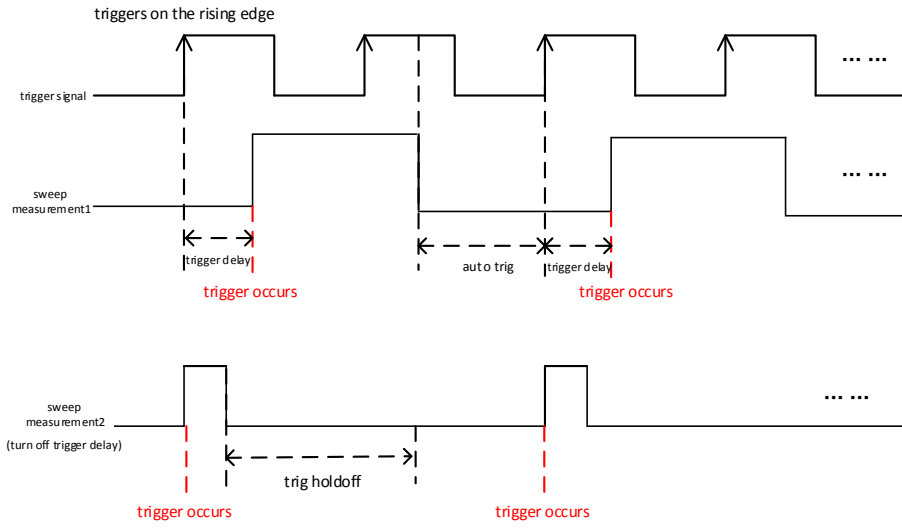 triggers on the rising edge
... ...
trigger signal
... ...
sweep
measurement1
trigger delay
auto trig
trigger delay
trigger occurs
trigger occurs
... ...
sweep
measurement2
(turn off trigger delay)
trig holdoff
trigger occurs
trigger occurs